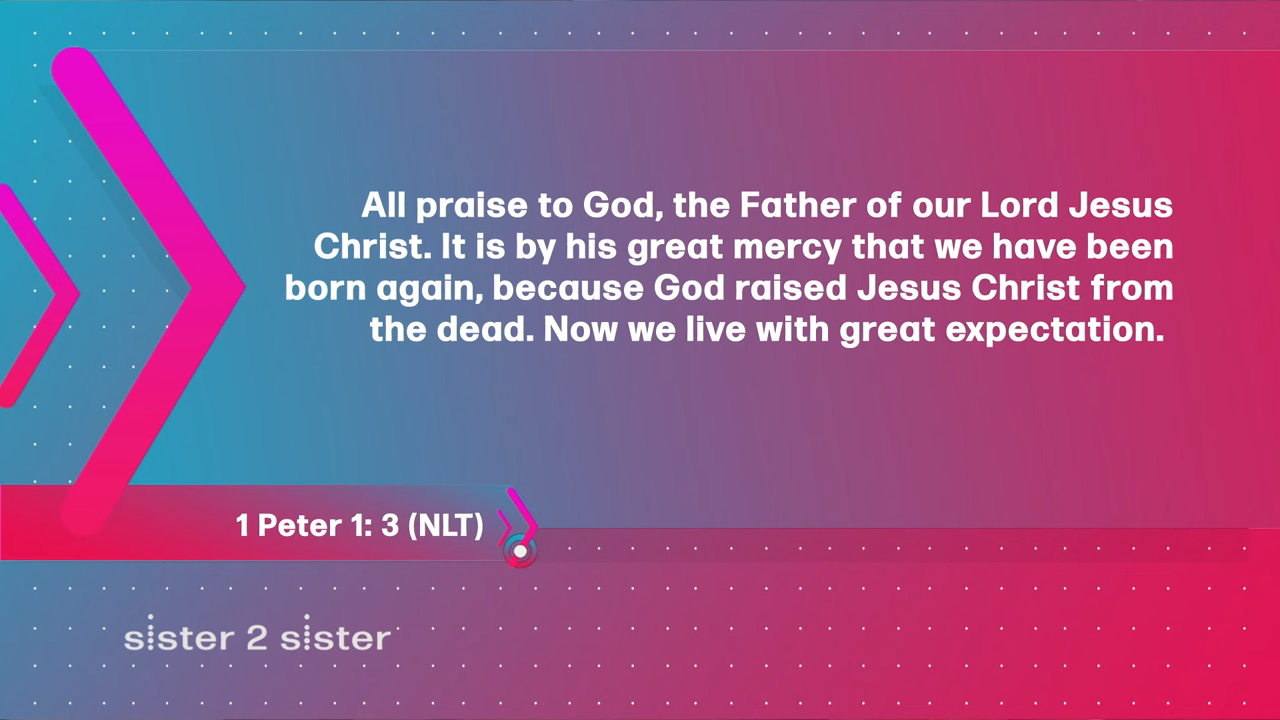 All praise to God, the Father of our Lord Jesus
Christ. It is by his great mercy that we have been
born again, because God raised Jesus Christ from
the dead. Now we live with great expectation.
1 Peter 1: 3 (NLT)
sister 2 sister